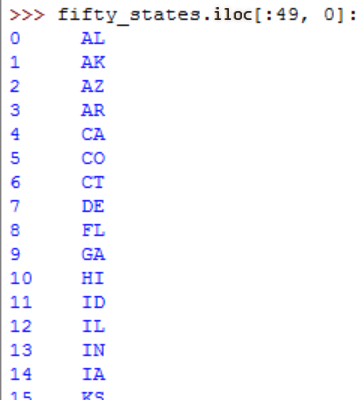 >>> fifty_states.iloc[:49, 0]:
0 AL
1 AK
2 AZ
3 AR
4 CA
5 CO
6 CT
7 DE
8 FL
9 GA
10 HI
11 ID
12 IL
13 IN
14 IA
15 KS